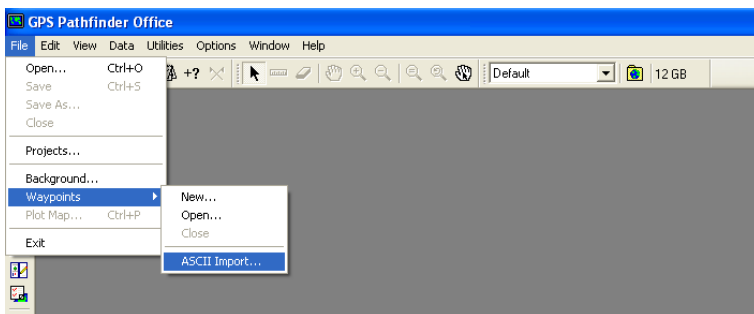 GPS Pathfinder Office
File Edit View Data Utilities Options Window Help
Open... Ctrl+O
+? Default 12 GB
Save Ctrl+S
Save As...
Close
Projects...
Background...
Waypoints
Plot Map... Ctrl+P
Exit
New...
Open...
Close
ASCII Import...